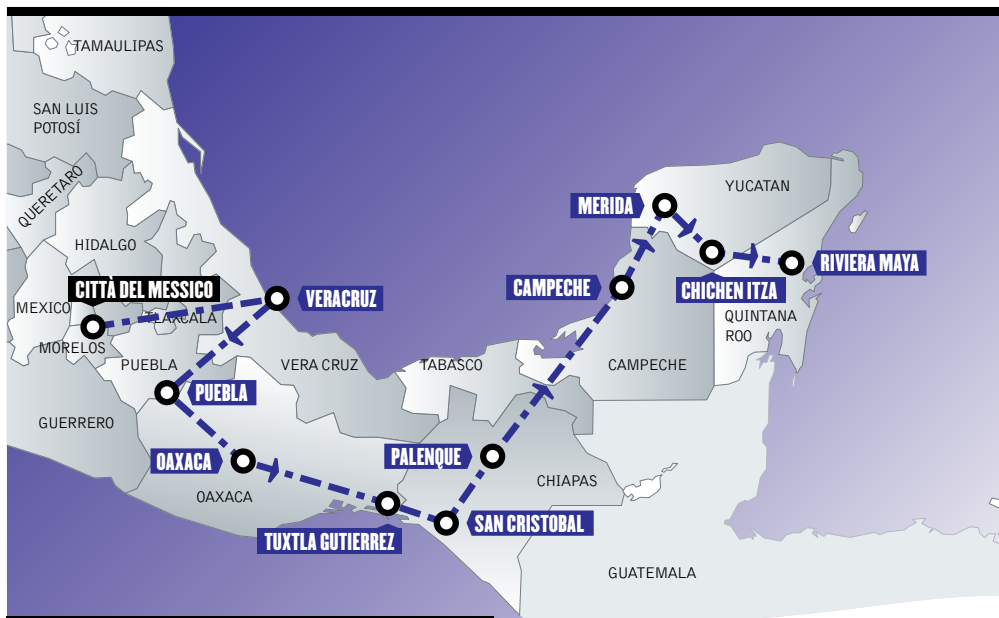 TAMAULIPAS
SAN LUIS
POTOSÍ
QUERETARO
HIDALGO
YUCATAN
MERIDA
RIVIERA MAYA
CITTÀ DEL MESSICO
VERACRUZ
CAMPECHE
CHICHEN ITZA
MEXICO
TLAXCALA
QUINTANA
ROO
MORELOS
PUEBLA
VERA CRUZ
TABASCO
CAMPECHE
PUEBLA
GUERRERO
OAXACA
PALENQUE
CHIAPAS
OAXACA
SAN CRISTOBAL
TUXTLA GUTIERREZ
GUATEMALA